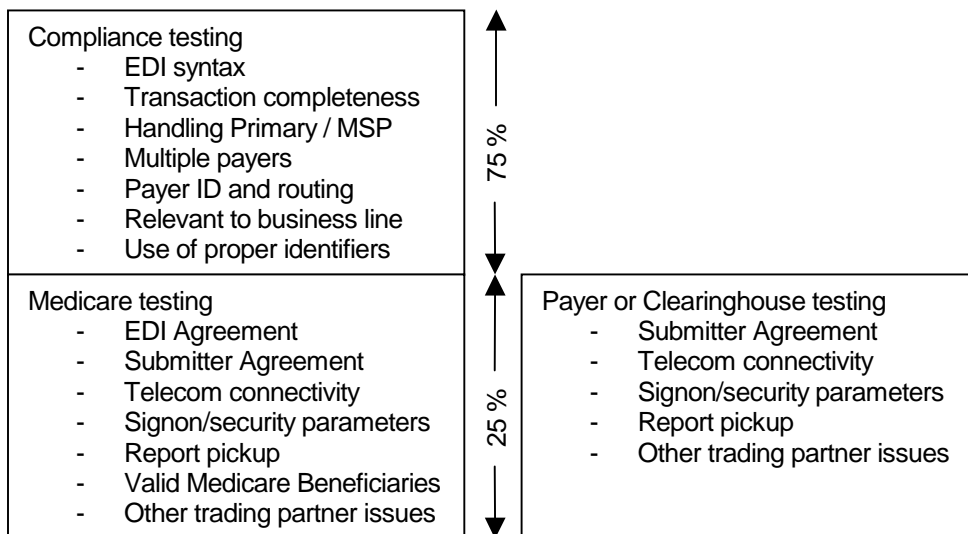 Compliance testing
- EDI syntax
- Transaction completeness
- Handling Primary / MSP
- Multiple payers
- Payer ID and routing
- Relevant to business line
- Use of proper identifiers
75 %
Medicare testing
- EDI Agreement
- Submitter Agreement
- Telecom connectivity
- Signon/security parameters
- Report pickup
- Valid Medicare Beneficiaries
- Other trading partner issues
25 %
Payer or Clearinghouse testing
- Submitter Agreement
- Telecom connectivity
- Signon/security parameters
- Report pickup
- Other trading partner issues